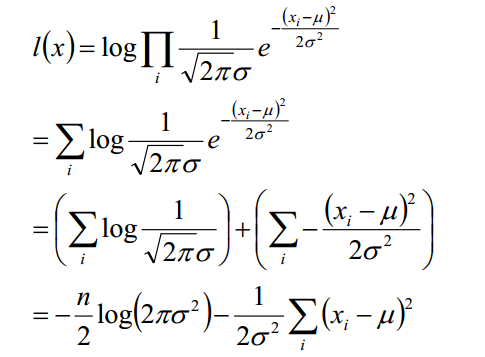 l(x) = log ∏_i 1/(√(2π)σ) e^(−(x_i−μ)²/(2σ²))
= ∑_i log 1/(√(2π)σ) e^(−(x_i−μ)²/(2σ²))
= (∑_i log 1/(√(2π)σ)) + (∑_i − (x_i − μ)²/(2σ²))
= − n/2 log(2πσ²) − 1/(2σ²) ∑_i (x_i − μ)²